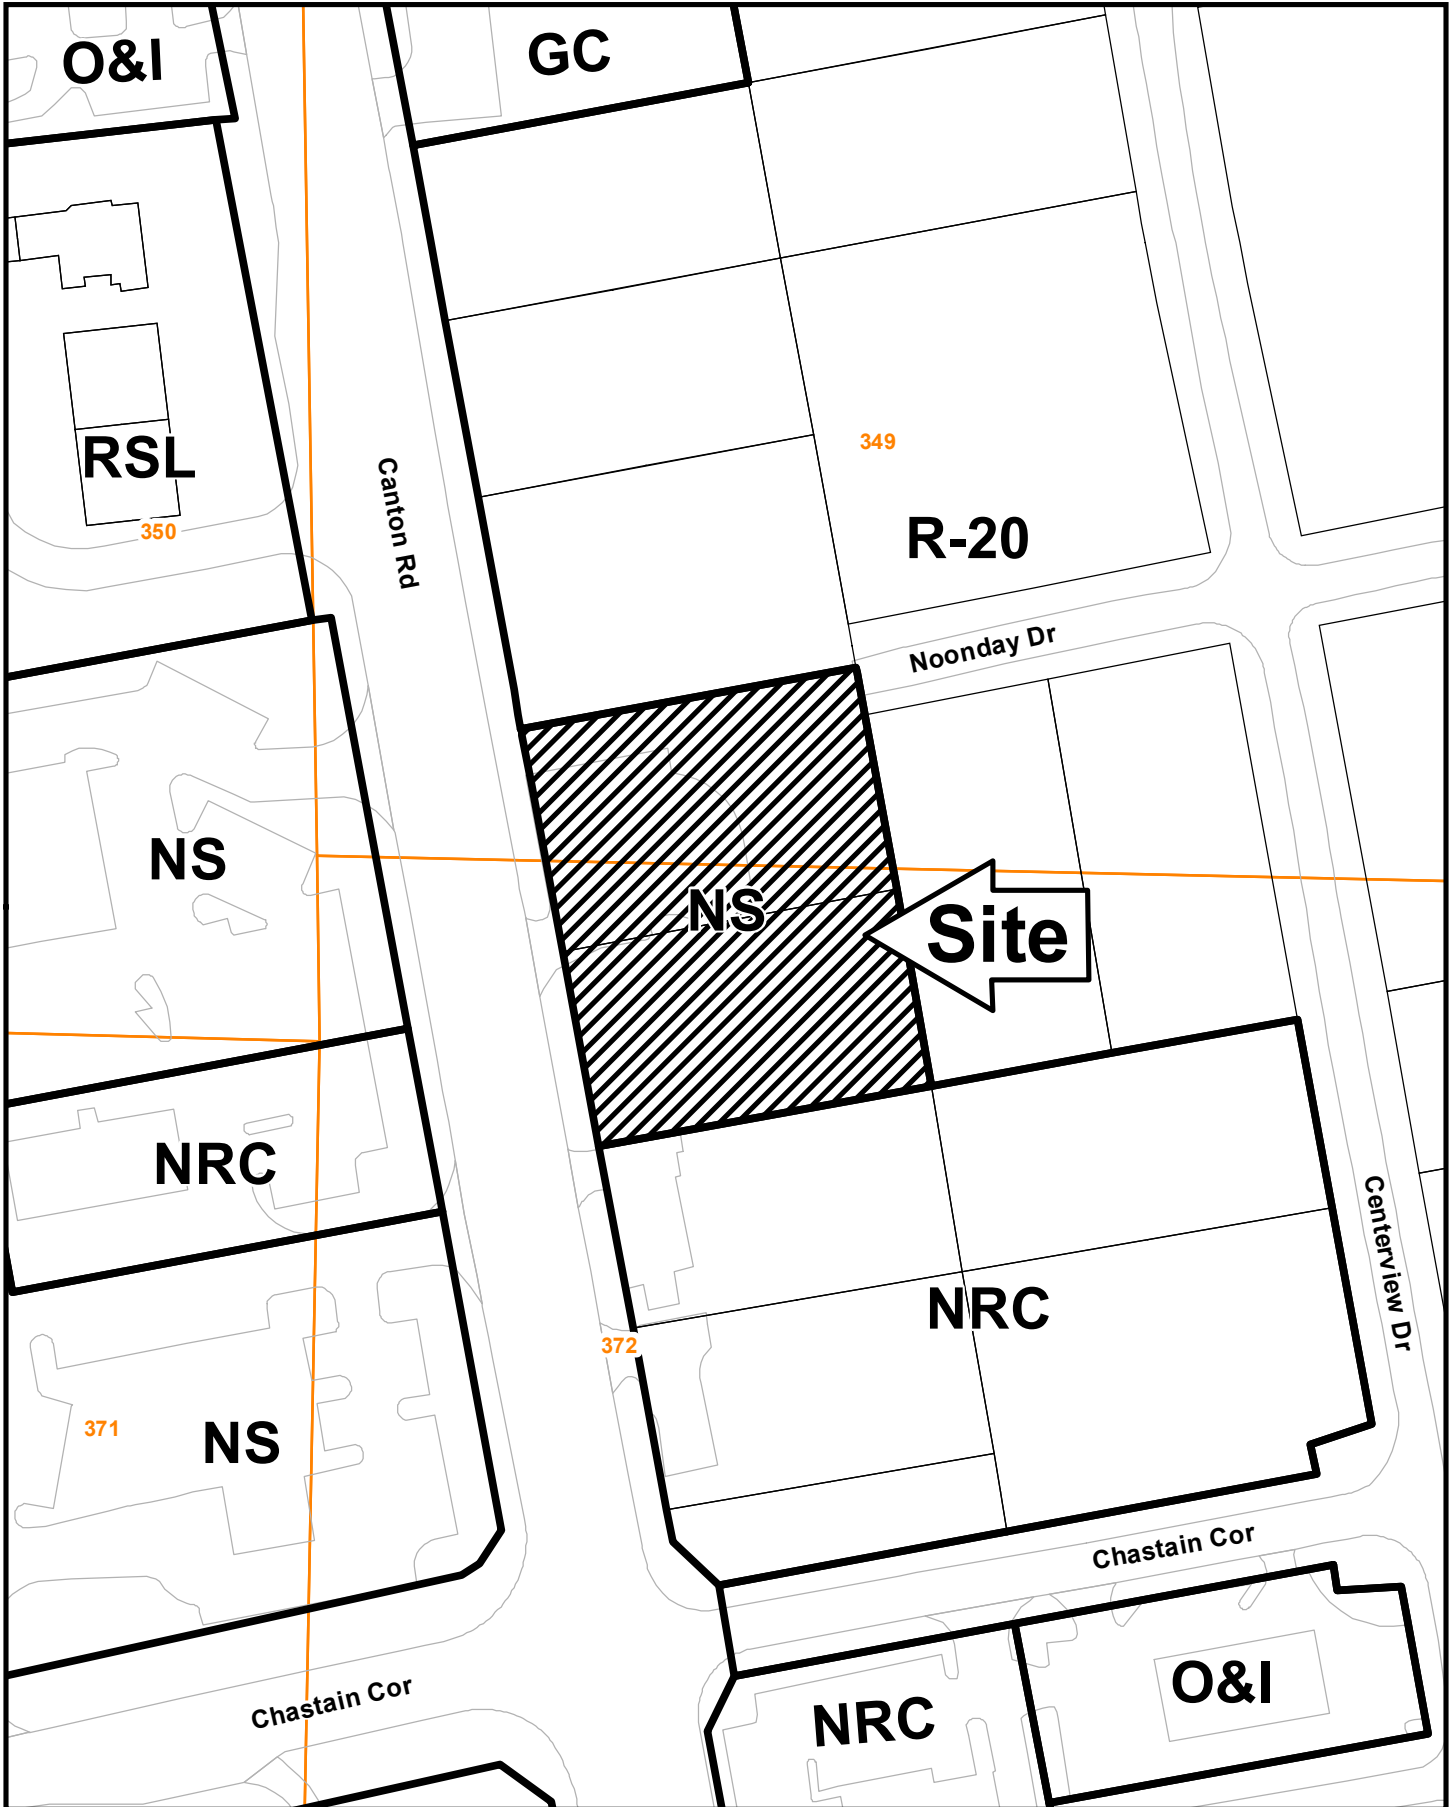 O&I
GC
Canton Rd
349
RSL
350
R-20
Noonday Dr
NS
NS
Site
NRC
Centerview Dr
NRC
372
371
NS
Chastain Cor
Chastain Cor
NRC
O&I